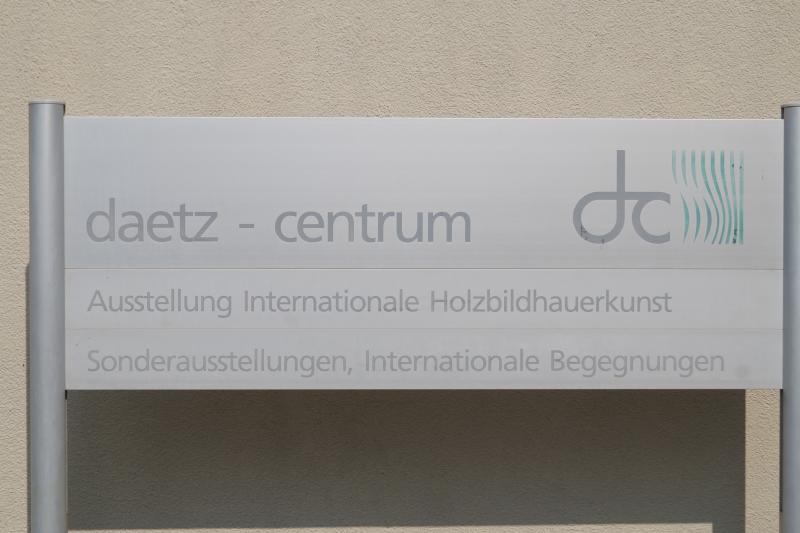 daetz - centrum
dc
Ausstellung Internationale Holzbildhauerkunst
Sonderausstellungen, Internationale Begegnungen